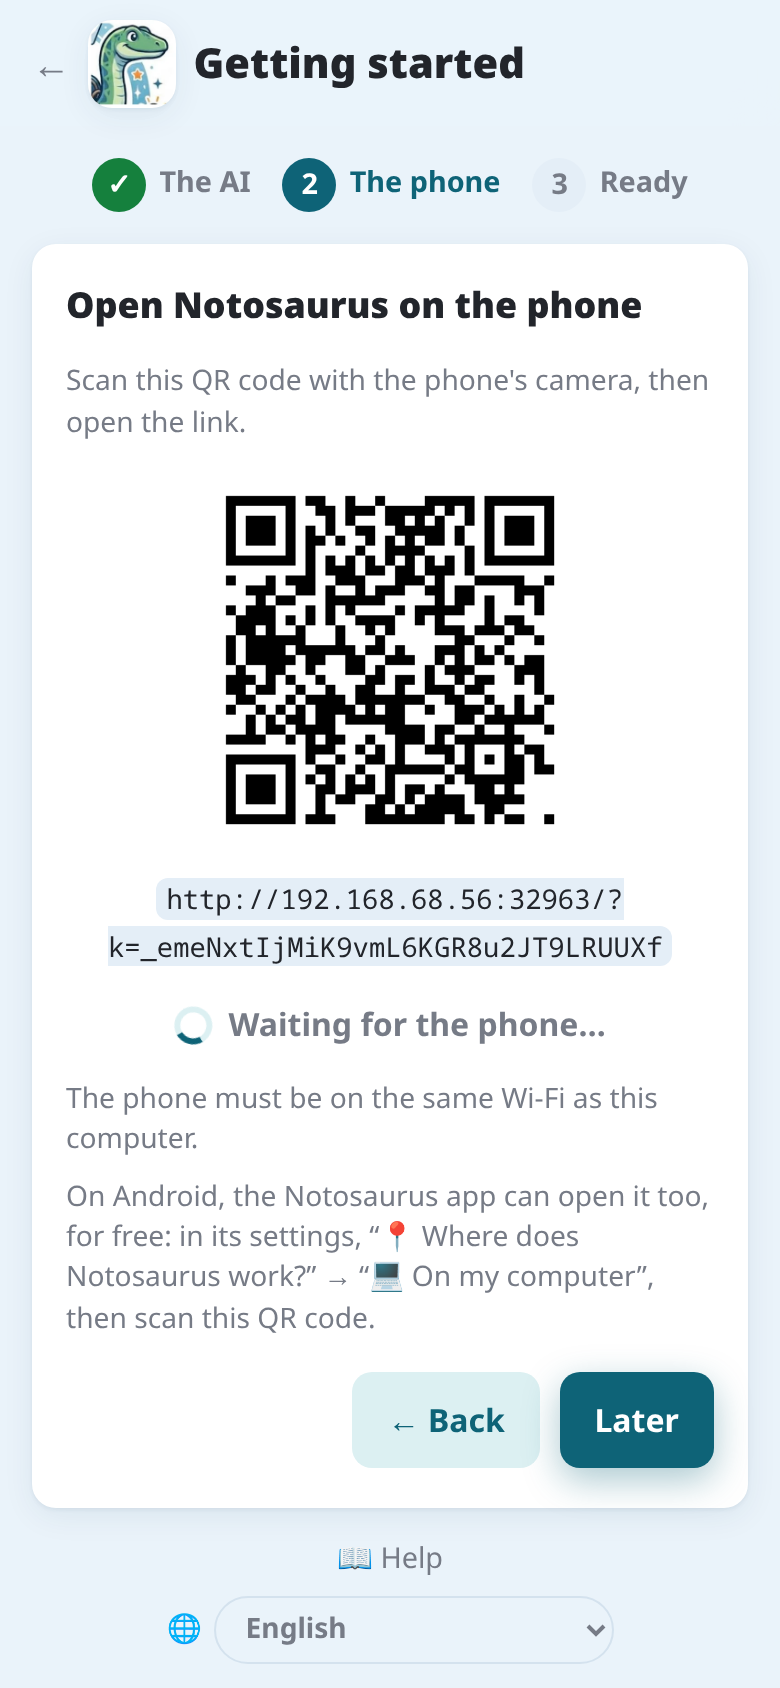 ← Getting started
✓ The AI 2 The phone 3 Ready
Open Notosaurus on the phone
Scan this QR code with the phone's camera, then
open the link.
http://192.168.68.56:32963/?
k=_emeNxtIjMiK9vmL6KGR8u2JT9LRUUXf
Waiting for the phone...
The phone must be on the same Wi-Fi as this
computer.
On Android, the Notosaurus app can open it too,
for free: in its settings, “📍 Where does
Notosaurus work?” → “💻 On my computer”,
then scan this QR code.
← Back Later
📖 Help
🌐 English